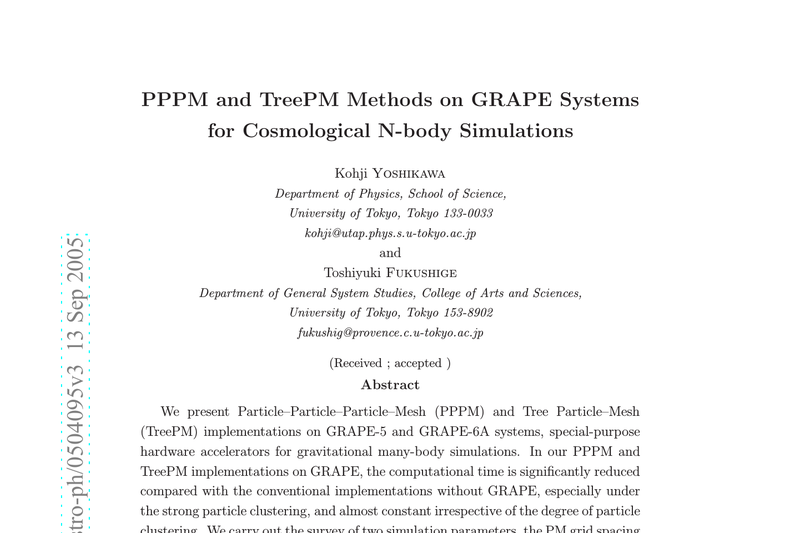 PPPM and TreePM Methods on GRAPE Systems
for Cosmological N-body Simulations
Kohji YOSHIKAWA
Department of Physics, School of Science,
University of Tokyo, Tokyo 133-0033
kohji@utap.phys.s.u-tokyo.ac.jp
and
Toshiyuki FUKUSHIGE
Department of General System Studies, College of Arts and Sciences,
University of Tokyo, Tokyo 153-8902
fukushig@provence.c.u-tokyo.ac.jp
(Received ; accepted )
Abstract
We present Particle–Particle–Particle–Mesh (PPPM) and Tree Particle–Mesh
(TreePM) implementations on GRAPE-5 and GRAPE-6A systems, special-purpose
hardware accelerators for gravitational many-body simulations. In our PPPM and
TreePM implementations on GRAPE, the computational time is significantly reduced
compared with the conventional implementations without GRAPE, especially under
the strong particle clustering, and almost constant irrespective of the degree of particle
clustering. We carry out the survey of two simulation parameters, the PM grid spacing
stro-ph/0504095v3 13 Sep 2005